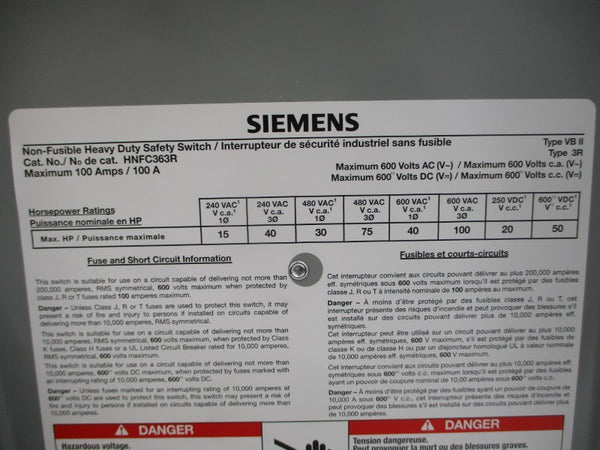 SIEMENS
Non-Fusible Heavy Duty Safety Switch / Interrupteur de sécurité industriel sans fusible
Type VB II
Cat. No./ No de cat. HNFC363R
Type 3R
Maximum 100 Amps / 100 A
Maximum 600 Volts AC (V~) / Maximum 600 Volts c.a. (V~)
Maximum 600" Volts DC (V=) / Maximum 600" Volts c.c. (V=)
Horsepower Ratings
Puissance nominale en HP
240 VAC¹ V c.a.¹ 1Ø
240 VAC V c.a. 3Ø
480 VAC¹ V c.a.¹ 1Ø
480 VAC V c.a. 3Ø
600 VAC¹ V c.a.¹ 1Ø
600 VAC V c.a. 3Ø
250 VDC¹ V c.c.¹
600" VDC¹ V" c.c.¹
Max. HP / Puissance maximale 15 40 30 75 40 100 20 50
Fuse and Short Circuit Information
This switch is suitable for use on a circuit capable of delivering not more than
200,000 amperes, RMS symmetrical, 600 volts maximum when protected by
class J, R or T fuses rated 100 amperes maximum.
Danger – Unless Class J, R or T fuses are used to protect this switch, it may
present a risk of fire and injury to persons if installed on circuits capable of
delivering more than 10,000 amperes, RMS symmetrical.
This switch is suitable for use on a circuit capable of delivering not more than
10,000 amperes, RMS symmetrical, 600 volts maximum, when protected by Class
K fuses, Class H fuses or a UL Listed Circuit Breaker rated for 10,000 amperes,
RMS symmetrical, 600 volts maximum.
This switch is suitable for use on a circuit capable of delivering not more than
10,000 amperes, 600" volts DC maximum, when protected by fuses marked with
an interrupting rating of 10,000 amperes, 600" volts DC.
Danger – Unless fuses marked for an interrupting rating of 10,000 amperes at
600" volts DC are used to protect this switch, this switch may present a risk of
fire and injury to persons if installed on circuits capable of delivering more than
10,000 amperes.
Fusibles et courts-circuits
Cet interrupteur convient aux circuits pouvant délivrer au plus 200,000 ampères
eff. symétriques sous 600 volts maximum lorsqu'il est protégé par des fusibles
classe J, R ou T à intensité nominale de 100 ampères au maximum.
Danger – À moins d'être protégé par des fusibles classe J, R ou T, cet
interrupteur présente des risques d'incendie et peut provoquer des blessures s'il
est installé sur des circuits pouvant délivrer plus de 10,000 ampères eff.
symétriques.
Cet interrupteur peut être utilisé sur un circuit pouvant délivrer au plus 10,000
ampères eff. symétriques, 600 V maximum, lorsque protégé par des fusibles de
classe K ou de classe H ou par un disjoncteur homologué UL à valeur nominale
de 10,000 ampères eff. symétriques, 600 V maximum.
Cet interrupteur convient aux circuits pouvant délivrer au plus 10,000 ampères eff.
symétriques sous 600" volts c.c. maximum lorsqu'il est protégé par des fusibles
ayant un pouvoir de coupure nominal de 10,000 ampères sous 600" volts c.c.
Danger – À moins d'être protégé par des fusibles ayant un pouvoir de coupure de
10,000 A sous 600" V c.c., cet interrupteur présente des risques d'incendie et
peut provoquer des blessures s'il est installé sur des circuits pouvant délivrer plus
de 10,000 ampères.
DANGER
Hazardous voltage.
DANGER
Tension dangereuse.
Peut provoquer la mort ou des blessures graves.